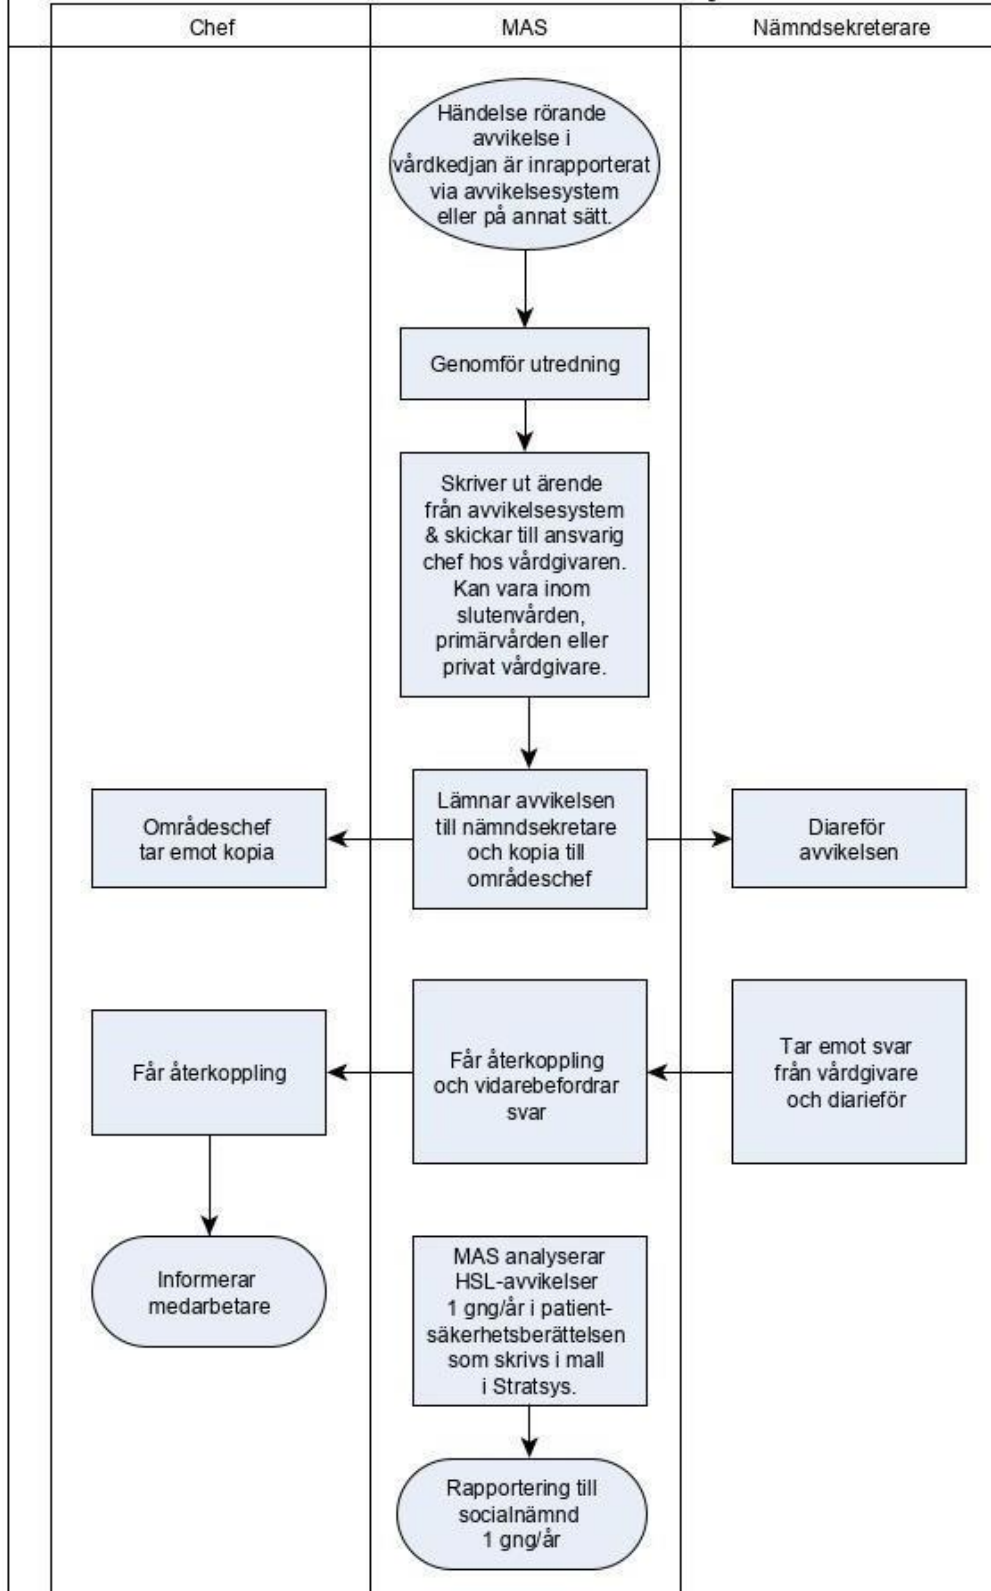 Chef
MAS
Nämndsekreterare
Händelse rörande
avvikelse i
vårdkedjan är inrapporterat
via avvikelsesystem
eller på annat sätt.
Genomför utredning
Skriver ut ärende
från avvikelsesystem
& skickar till ansvarig
chef hos vårdgivaren.
Kan vara inom
slutenvården,
primärvården eller
privat vårdgivare.
Områdeschef
tar emot kopia
Lämnar avvikelsen
till nämndsekretare
och kopia till
områdeschef
Diareför
avvikelsen
Får återkoppling
Får återkoppling
och vidarebefordrar
svar
Tar emot svar
från vårdgivare
och diarieför
Informerar
medarbetare
MAS analyserar
HSL-avvikelser
1 gng/år i patient-
säkerhetsberättelsen
som skrivs i mall
i Stratsys.
Rapportering till
socialnämnd
1 gng/år